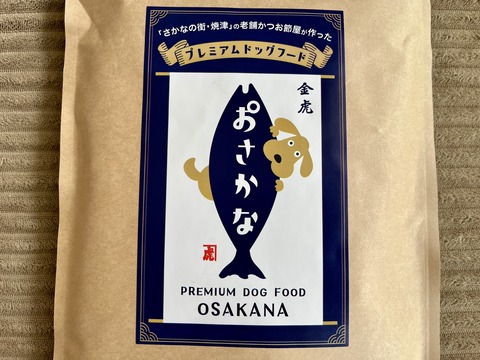 『さかなの街・焼津』の老舗かつお節屋が作った
プレミアムドッグフード
金虎
おさかな
虎
PREMIUM DOG FOOD
OSAKANA